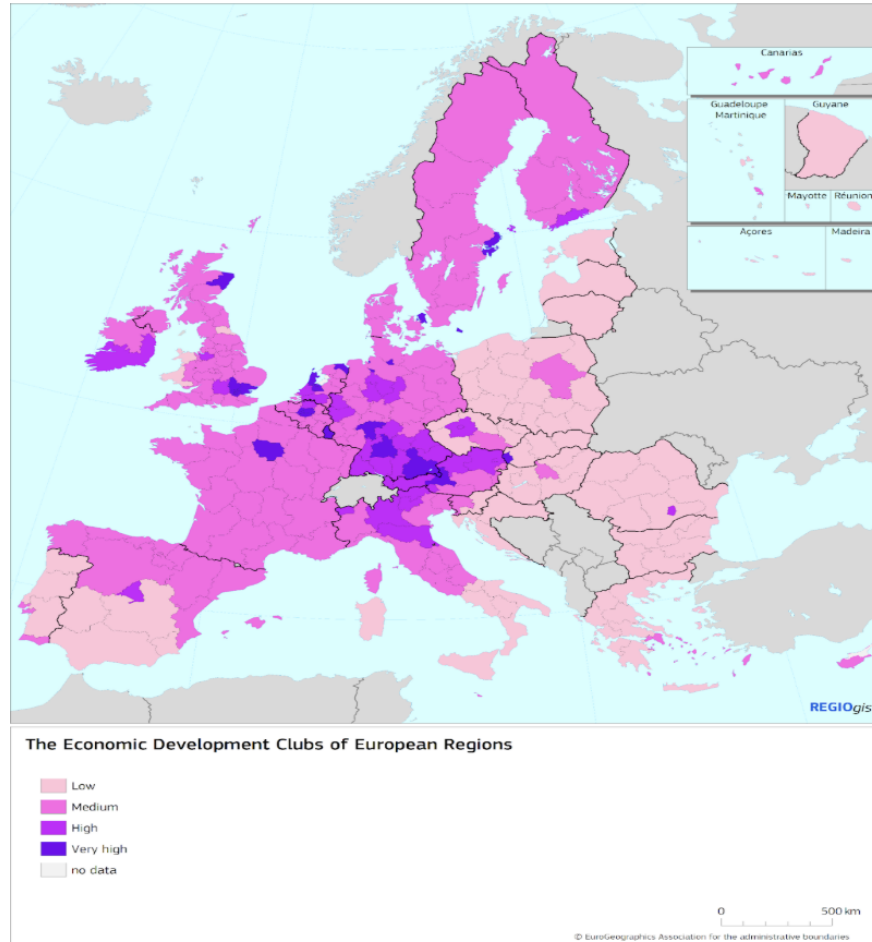 Canarias
Guadeloupe
Martinique
Guyane
Mayotte
Réunion
Açores
Madeira
REGIOgis
The Economic Development Clubs of European Regions
Low
Medium
High
Very high
no data
0 500 km
© EuroGeographics Association for the administrative boundaries